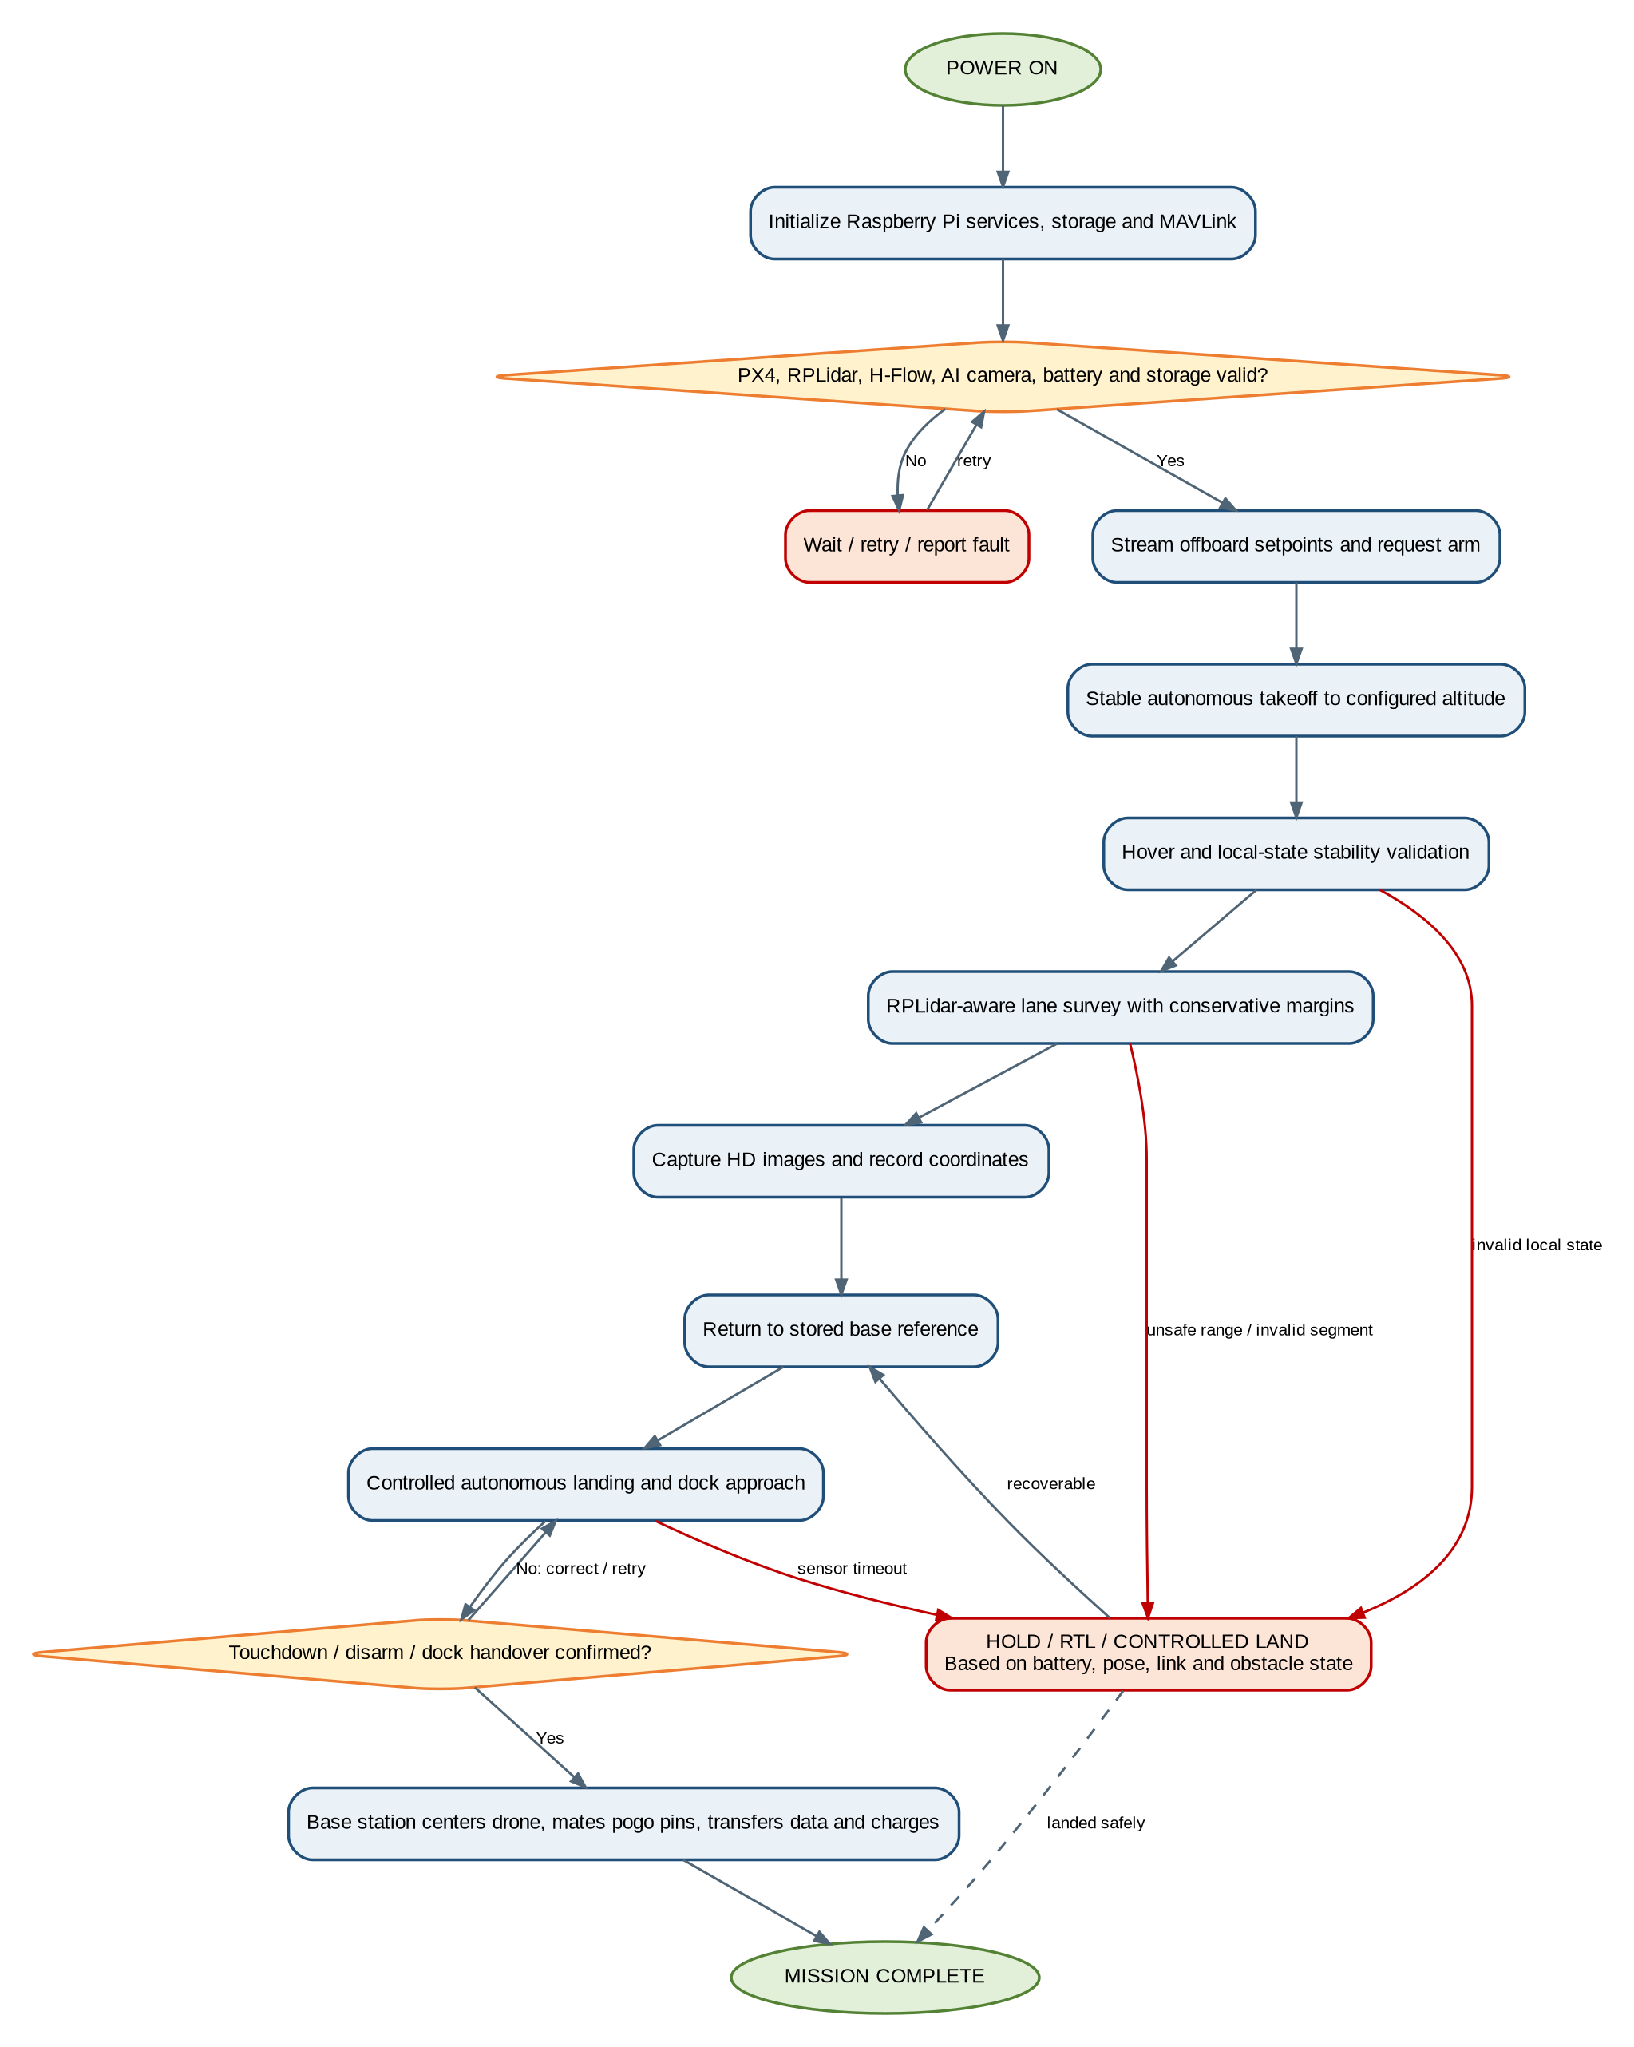 POWER ON
Initialize Raspberry Pi services, storage and MAVLink
PX4, RPLidar, H-Flow, AI camera, battery and storage valid?
No
retry
Yes
Wait / retry / report fault
Stream offboard setpoints and request arm
Stable autonomous takeoff to configured altitude
Hover and local-state stability validation
RPLidar-aware lane survey with conservative margins
Capture HD images and record coordinates
invalid local state
Return to stored base reference
unsafe range / invalid segment
Controlled autonomous landing and dock approach
recoverable
No: correct / retry
sensor timeout
Touchdown / disarm / dock handover confirmed?
HOLD / RTL / CONTROLLED LAND
Based on battery, pose, link and obstacle state
Yes
Base station centers drone, mates pogo pins, transfers data and charges
landed safely
MISSION COMPLETE